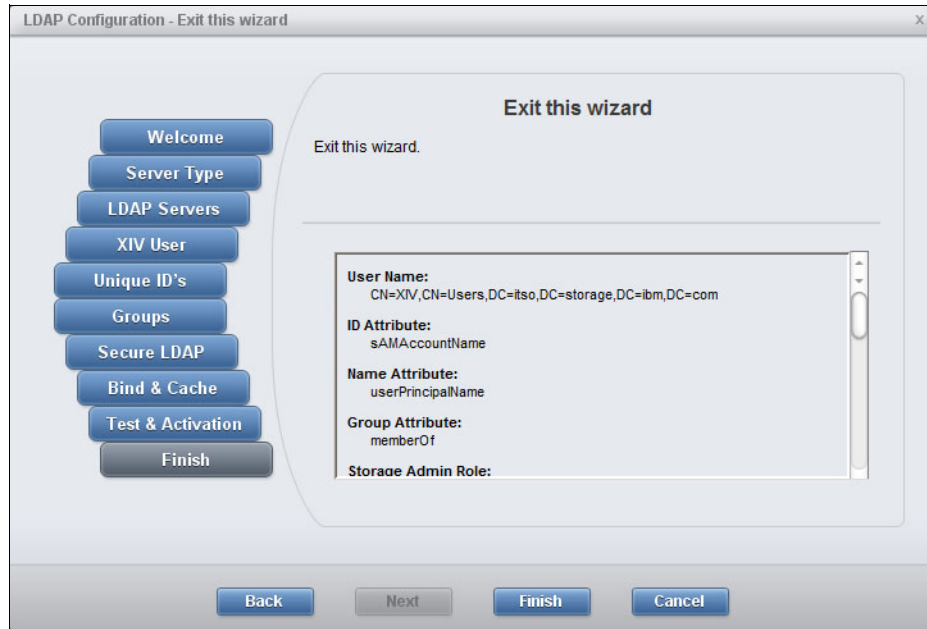 LDAP Configuration - Exit this wizard
x
Welcome
Server Type
LDAP Servers
XIV User
Unique ID's
Groups
Secure LDAP
Bind & Cache
Test & Activation
Finish
Exit this wizard
Exit this wizard.
User Name:
CN=XIV,CN=Users,DC=itso,DC=storage,DC=ibm,DC=com
ID Attribute:
sAMAccountName
Name Attribute:
userPrincipalName
Group Attribute:
memberOf
Storage Admin Role:
Back
Next
Finish
Cancel